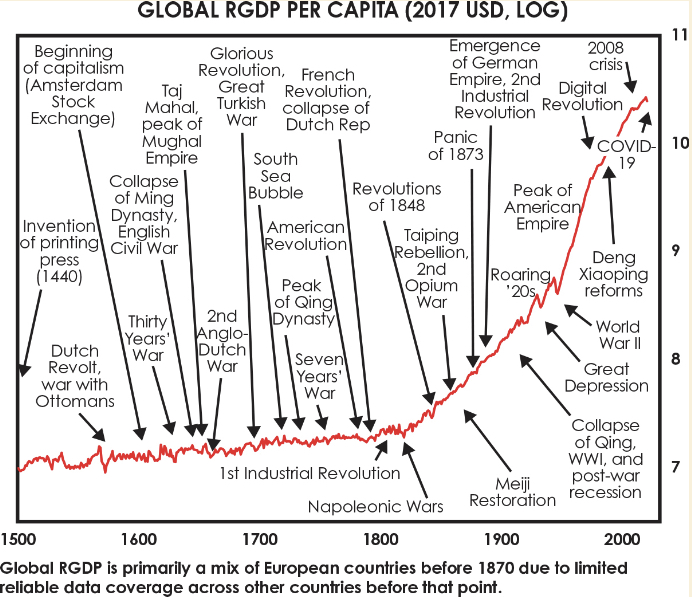 GLOBAL RGDP PER CAPITA (2017 USD, LOG)
Beginning
of capitalism
(Amsterdam
Stock
Exchange)
Taj
Mahal,
peak of
Mughal
Empire
Glorious
Revolution,
Great
Turkish
War
French
Revolution,
collapse of
Dutch Rep
Emergence
of German
Empire, 2nd
Industrial
Revolution
2008
crisis
Digital
Revolution
COVID-
19
Panic
of 1873
Collapse
of Ming
Dynasty,
English
Civil War
South
Sea
Bubble
Revolutions
of 1848
Peak of
American
Empire
Invention
of printing
press
(1440)
American
Revolution
Taiping
Rebellion,
2nd
Opium
War
Roaring
'20s
Deng
Xiaoping
reforms
Peak
of Qing
Dynasty
2nd
Anglo-
Dutch
War
Thirty
Years'
War
World
War II
Dutch
Revolt,
war with
Ottomans
Seven
Years'
War
Great
Depression
Collapse
of Qing,
WWI, and
post-war
recession
1st Industrial Revolution
Meiji
Restoration
Napoleonic Wars
11
10
9
8
7
1500 1600 1700 1800 1900 2000
Global RGDP is primarily a mix of European countries before 1870 due to limited
reliable data coverage across other countries before that point.